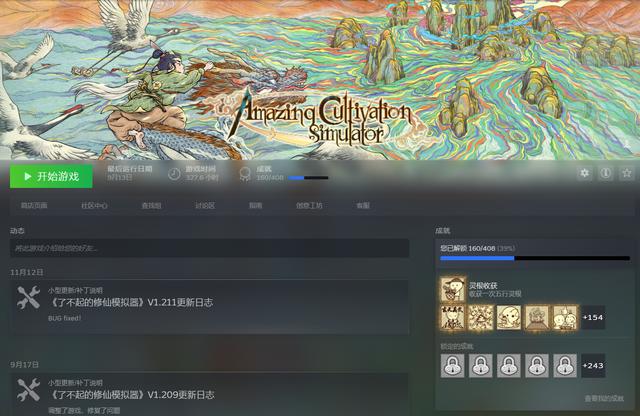 Amazing Cultivation
Simulator
开始游戏
最后运行日期
9月13日
游戏时间
327.6 小时
成就
160/408
商店页面
社区中心
查找组
讨论区
指南
创意工坊
客服
动态
将此游戏介绍给您的好友...
11月12日
小型更新/补丁说明
《了不起的修仙模拟器》V1.211更新日志
BUG fixed!
9月17日
小型更新/补丁说明
《了不起的修仙模拟器》V1.209更新日志
调整了游戏，修复了问题
成就
您已解锁 160/408 (39%)
灵根收获
收获一次五行灵根
+154
锁定的成就
+243
查看我的成就